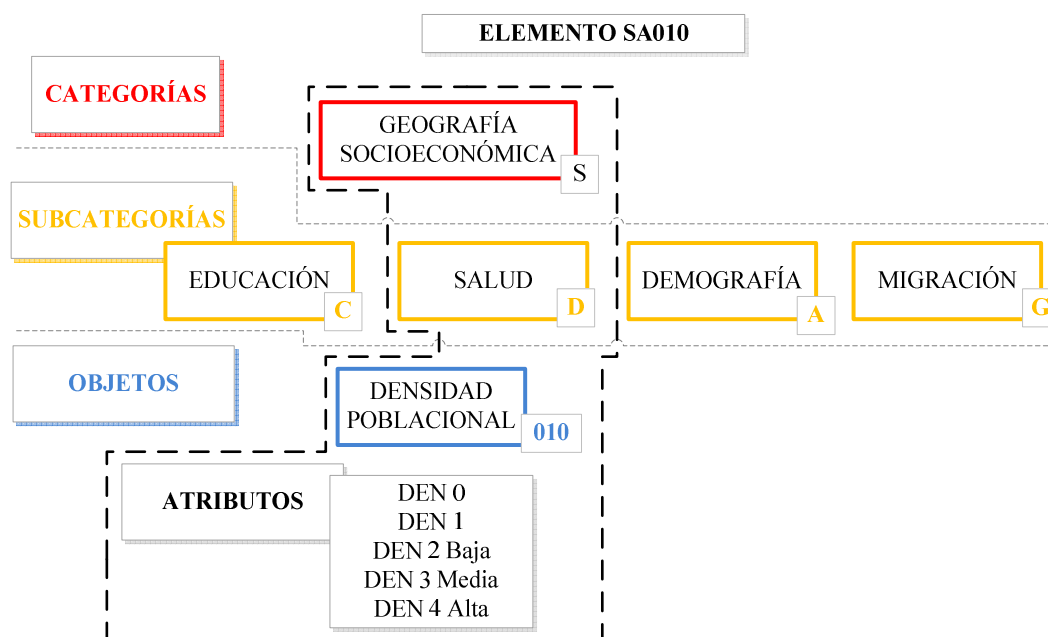 ELEMENTO SA010
CATEGORÍAS
GEOGRAFÍA
SOCIOECONÓMICA
S
SUBCATEGORÍAS
EDUCACIÓN
C
SALUD
D
DEMOGRAFÍA
A
MIGRACIÓN
G
OBJETOS
DENSIDAD
POBLACIONAL
010
ATRIBUTOS
DEN 0
DEN 1
DEN 2 Baja
DEN 3 Media
DEN 4 Alta